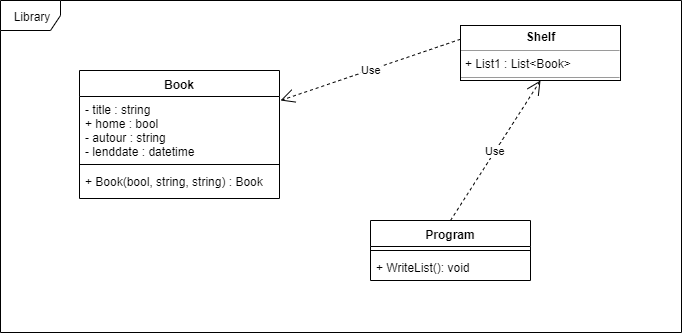 Library
Shelf
+ List1 : List<Book>
Use
Book
- title : string
+ home : bool
- autour : string
- lenddate : datetime
+ Book(bool, string, string) : Book
Use
Program
+ WriteList(): void